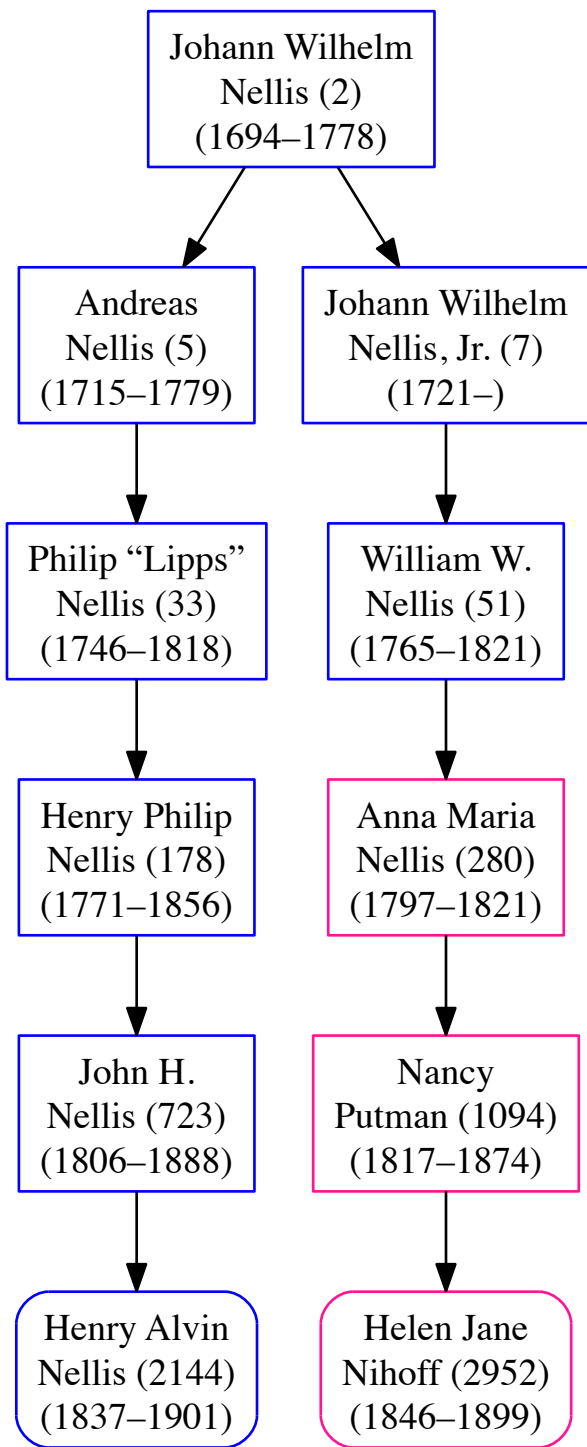 Johann Wilhelm
Nellis (2)
(1694–1778)
Andreas
Nellis (5)
(1715–1779)
Johann Wilhelm
Nellis, Jr. (7)
(1721–)
Philip “Lipps”
Nellis (33)
(1746–1818)
William W.
Nellis (51)
(1765–1821)
Henry Philip
Nellis (178)
(1771–1856)
Anna Maria
Nellis (280)
(1797–1821)
John H.
Nellis (723)
(1806–1888)
Nancy
Putman (1094)
(1817–1874)
Henry Alvin
Nellis (2144)
(1837–1901)
Helen Jane
Nihoff (2952)
(1846–1899)